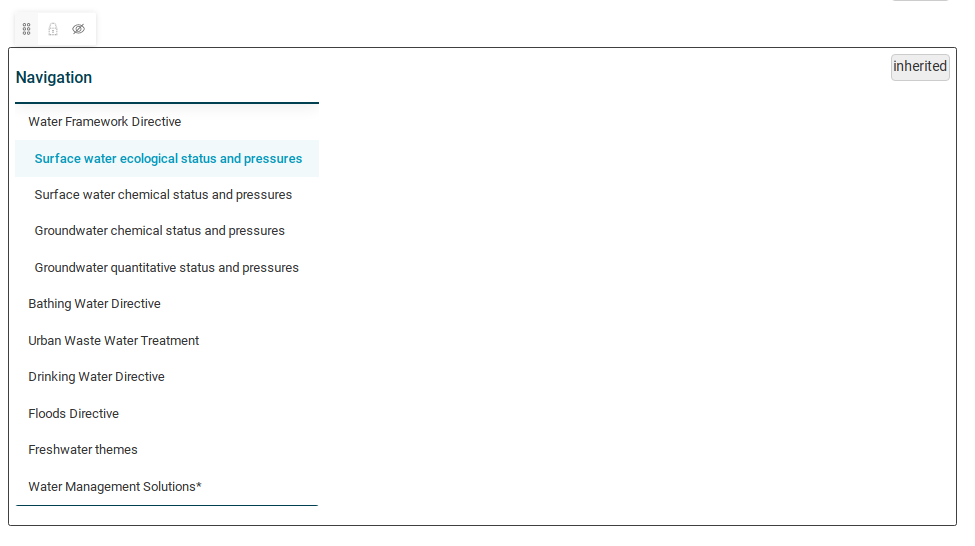 inherited
Navigation
Water Framework Directive
Surface water ecological status and pressures
Surface water chemical status and pressures
Groundwater chemical status and pressures
Groundwater quantitative status and pressures
Bathing Water Directive
Urban Waste Water Treatment
Drinking Water Directive
Floods Directive
Freshwater themes
Water Management Solutions*